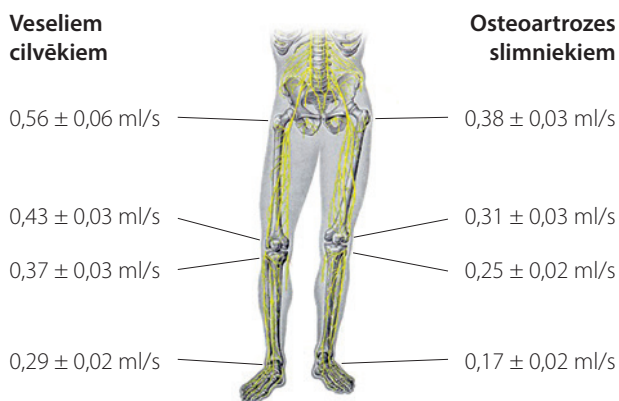 Veseliem
cilvēkiem
Osteoartrozes
slimniekiem
0,56 ± 0,06 ml/s
0,38 ± 0,03 ml/s
0,43 ± 0,03 ml/s
0,31 ± 0,03 ml/s
0,37 ± 0,03 ml/s
0,25 ± 0,02 ml/s
0,29 ± 0,02 ml/s
0,17 ± 0,02 ml/s